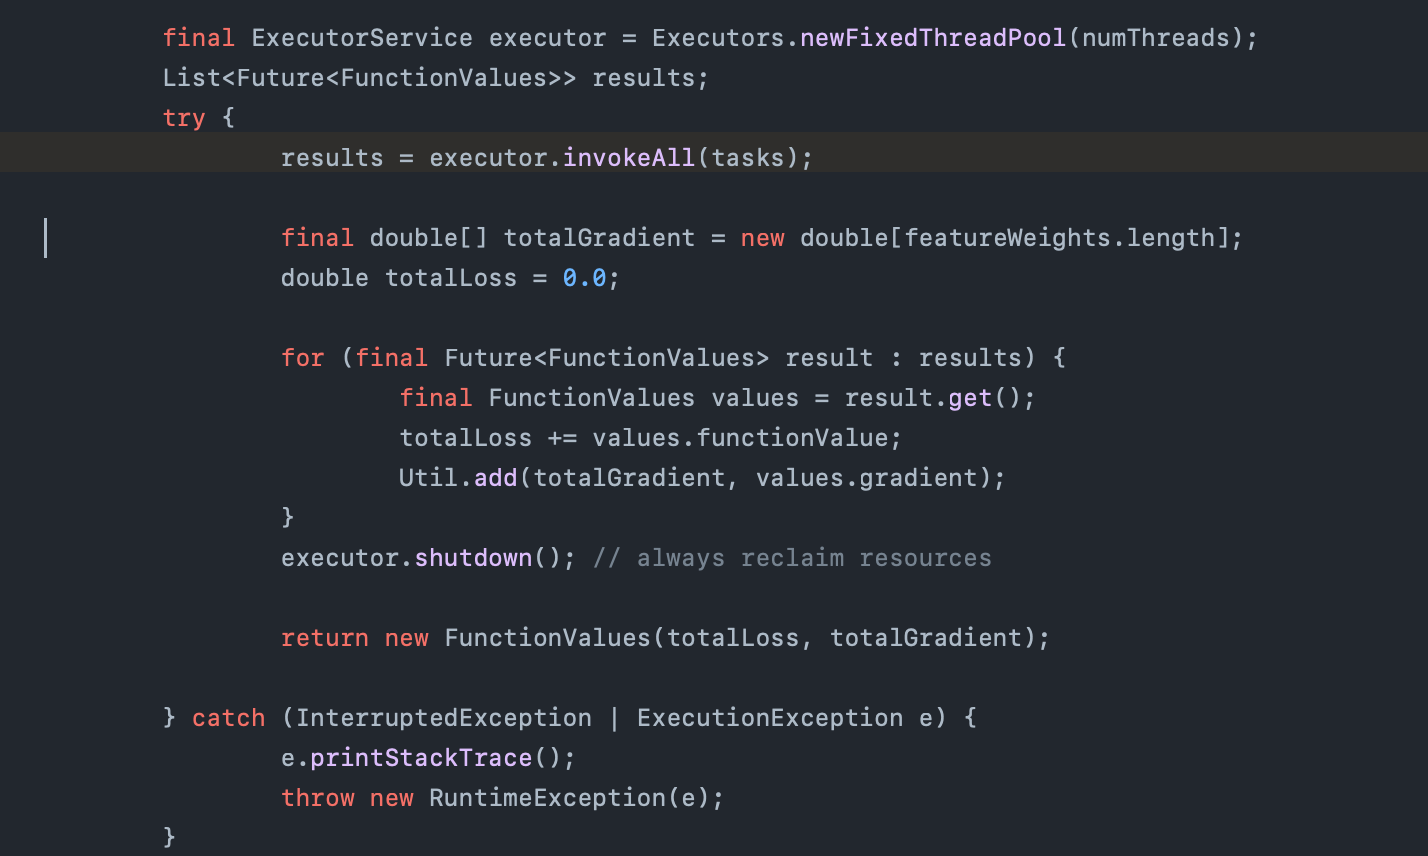 final ExecutorService executor = Executors.newFixedThreadPool(numThreads);
List<Future<FunctionValues>> results;
try {
results = executor.invokeAll(tasks);
final double[] totalGradient = new double[featureWeights.length];
double totalLoss = 0.0;
for (final Future<FunctionValues> result : results) {
final FunctionValues values = result.get();
totalLoss += values.functionValue;
Util.add(totalGradient, values.gradient);
}
executor.shutdown(); // always reclaim resources
return new FunctionValues(totalLoss, totalGradient);
} catch (InterruptedException | ExecutionException e) {
e.printStackTrace();
throw new RuntimeException(e);
}